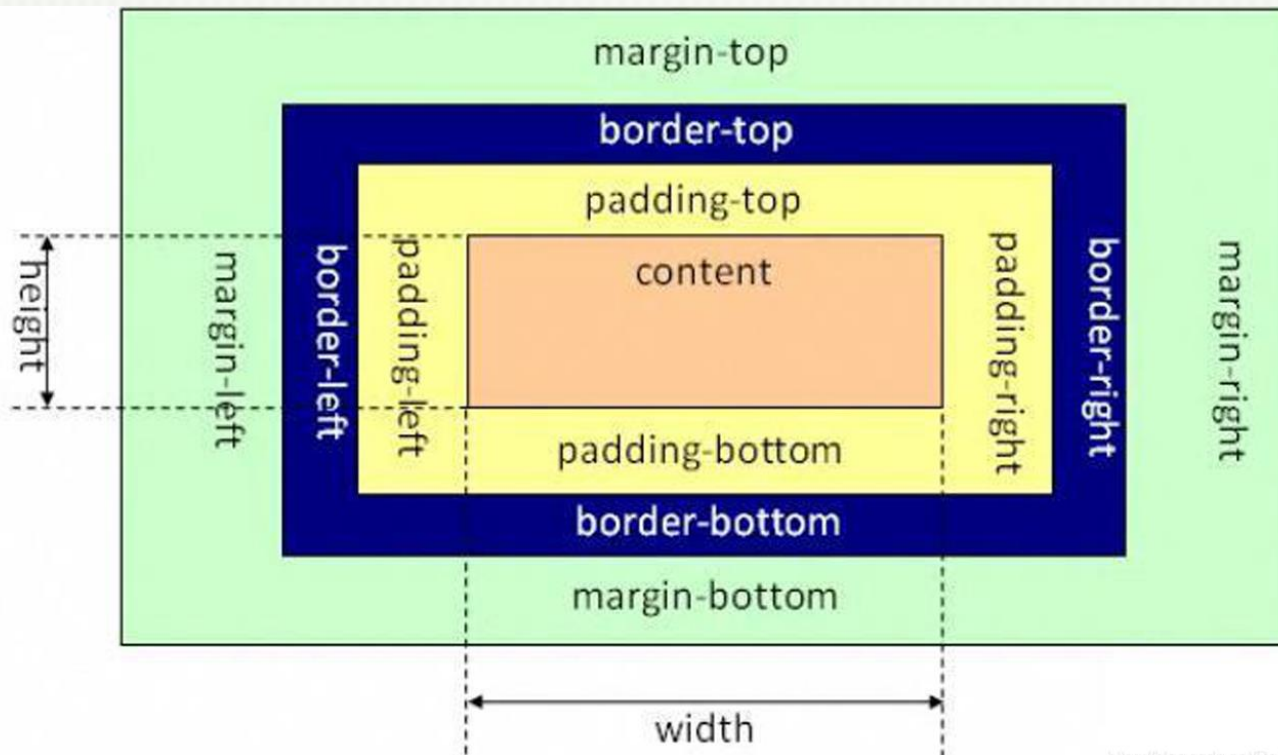 margin-top
border-top
padding-top
content
height
margin-left
border-left
padding-left
padding-right
border-right
margin-right
padding-bottom
border-bottom
margin-bottom
width